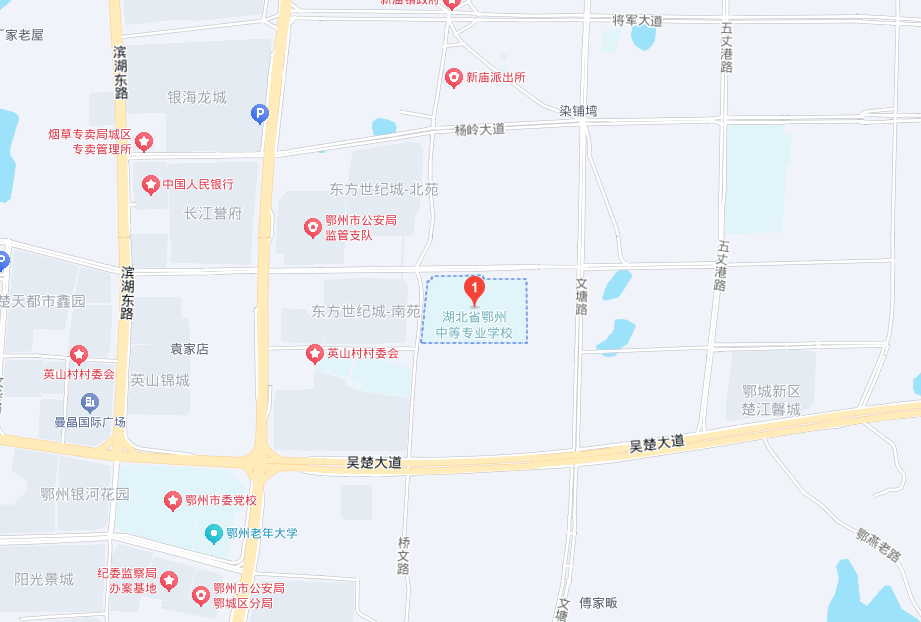 新庙镇政府
将军大道
厂家老屋
滨湖东路
五丈港路
新庙派出所
银海龙城
P
染铺塆
杨岭大道
烟草专卖局城区
专卖管理所
中国人民银行
东方世纪城-北苑
长江誉府
鄂州市公安局
监管支队
五丈港路
P
滨湖东路
文塘路
1
楚天都市鑫园
东方世纪城-南苑
湖北省鄂州
中等专业学校
袁家店
英山村村委会
英山村村委会
英山锦城
鄂城新区
楚江馨城
曼晶国际广场
吴楚大道
吴楚大道
鄂州银河花园
鄂州市委党校
鄂州老年大学
桥文路
鄂燕老路
阳光景城
纪委监察局
办案基地
鄂州市公安局
鄂城区分局
傅家畈
文塘